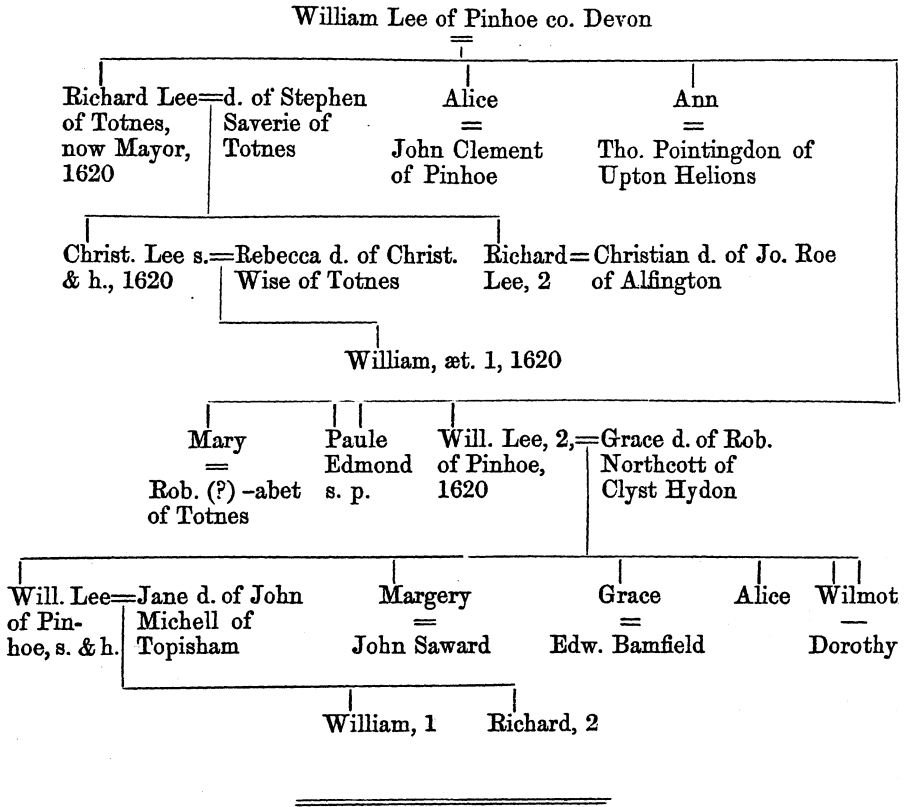 William Lee of Pinhoe co. Devon
=
Richard Lee=d. of Stephen
of Totnes, Saverie of
now Mayor, Totnes
1620
Alice
=
John Clement
of Pinhoe
Ann
=
Tho. Pointingdon of
Upton Helions
Christ. Lee s.=Rebecca d. of Christ.
& h., 1620 Wise of Totnes
Richard=Christian d. of Jo. Roe
Lee, 2 of Alfington
William, æt. 1, 1620
Mary
=
Rob. (?) -abet
of Totnes
Paule
Edmond
s. p.
Will. Lee, 2,=Grace d. of Rob.
of Pinhoe, Northcott of
1620 Clyst Hydon
Will. Lee=Jane d. of John
of Pin- Michell of
hoe, s. & h. Topisham
Margery
=
John Saward
Grace
=
Edw. Bamfield
Alice
Wilmot
—
Dorothy
William, 1
Richard, 2